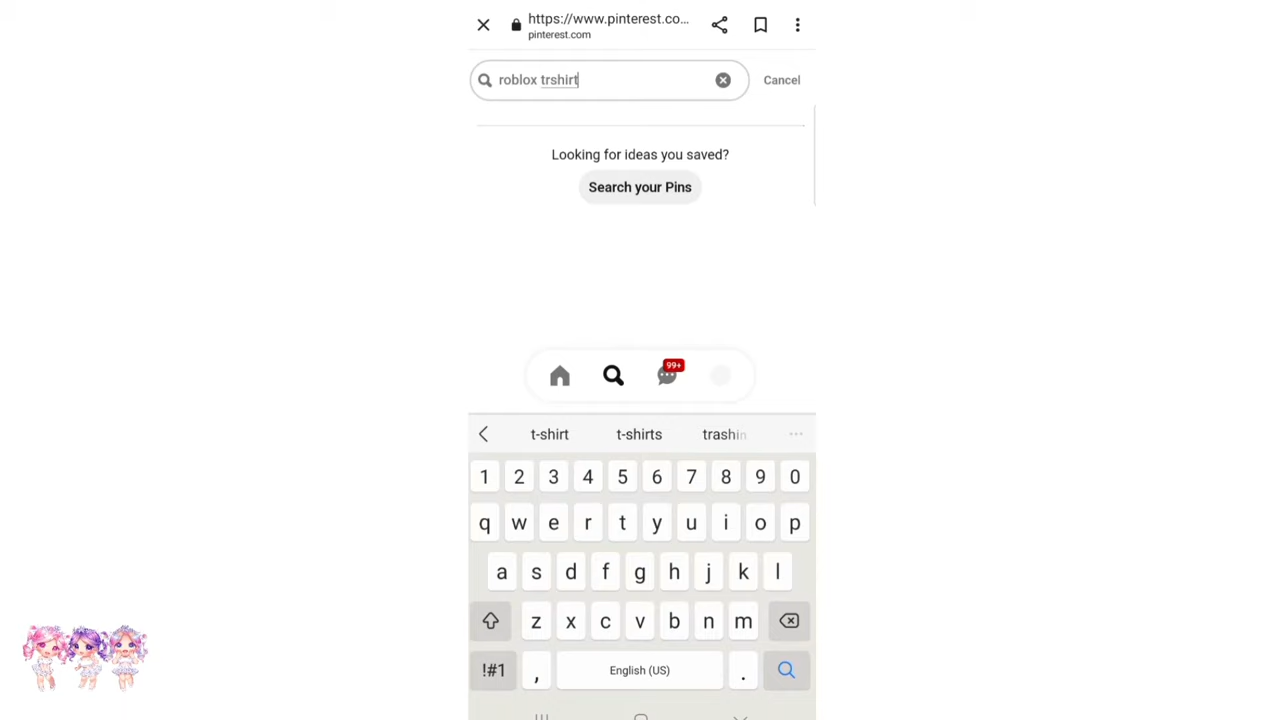 https://www.pinterest.co...
pinterest.com
roblox trshirt
Cancel
Looking for ideas you saved?
Search your Pins
99+
t-shirt t-shirts trashin ...
1 2 3 4 5 6 7 8 9 0
q w e r t y u i o p
a s d f g h j k l
z x c v b n m
!#1 , English (US) .